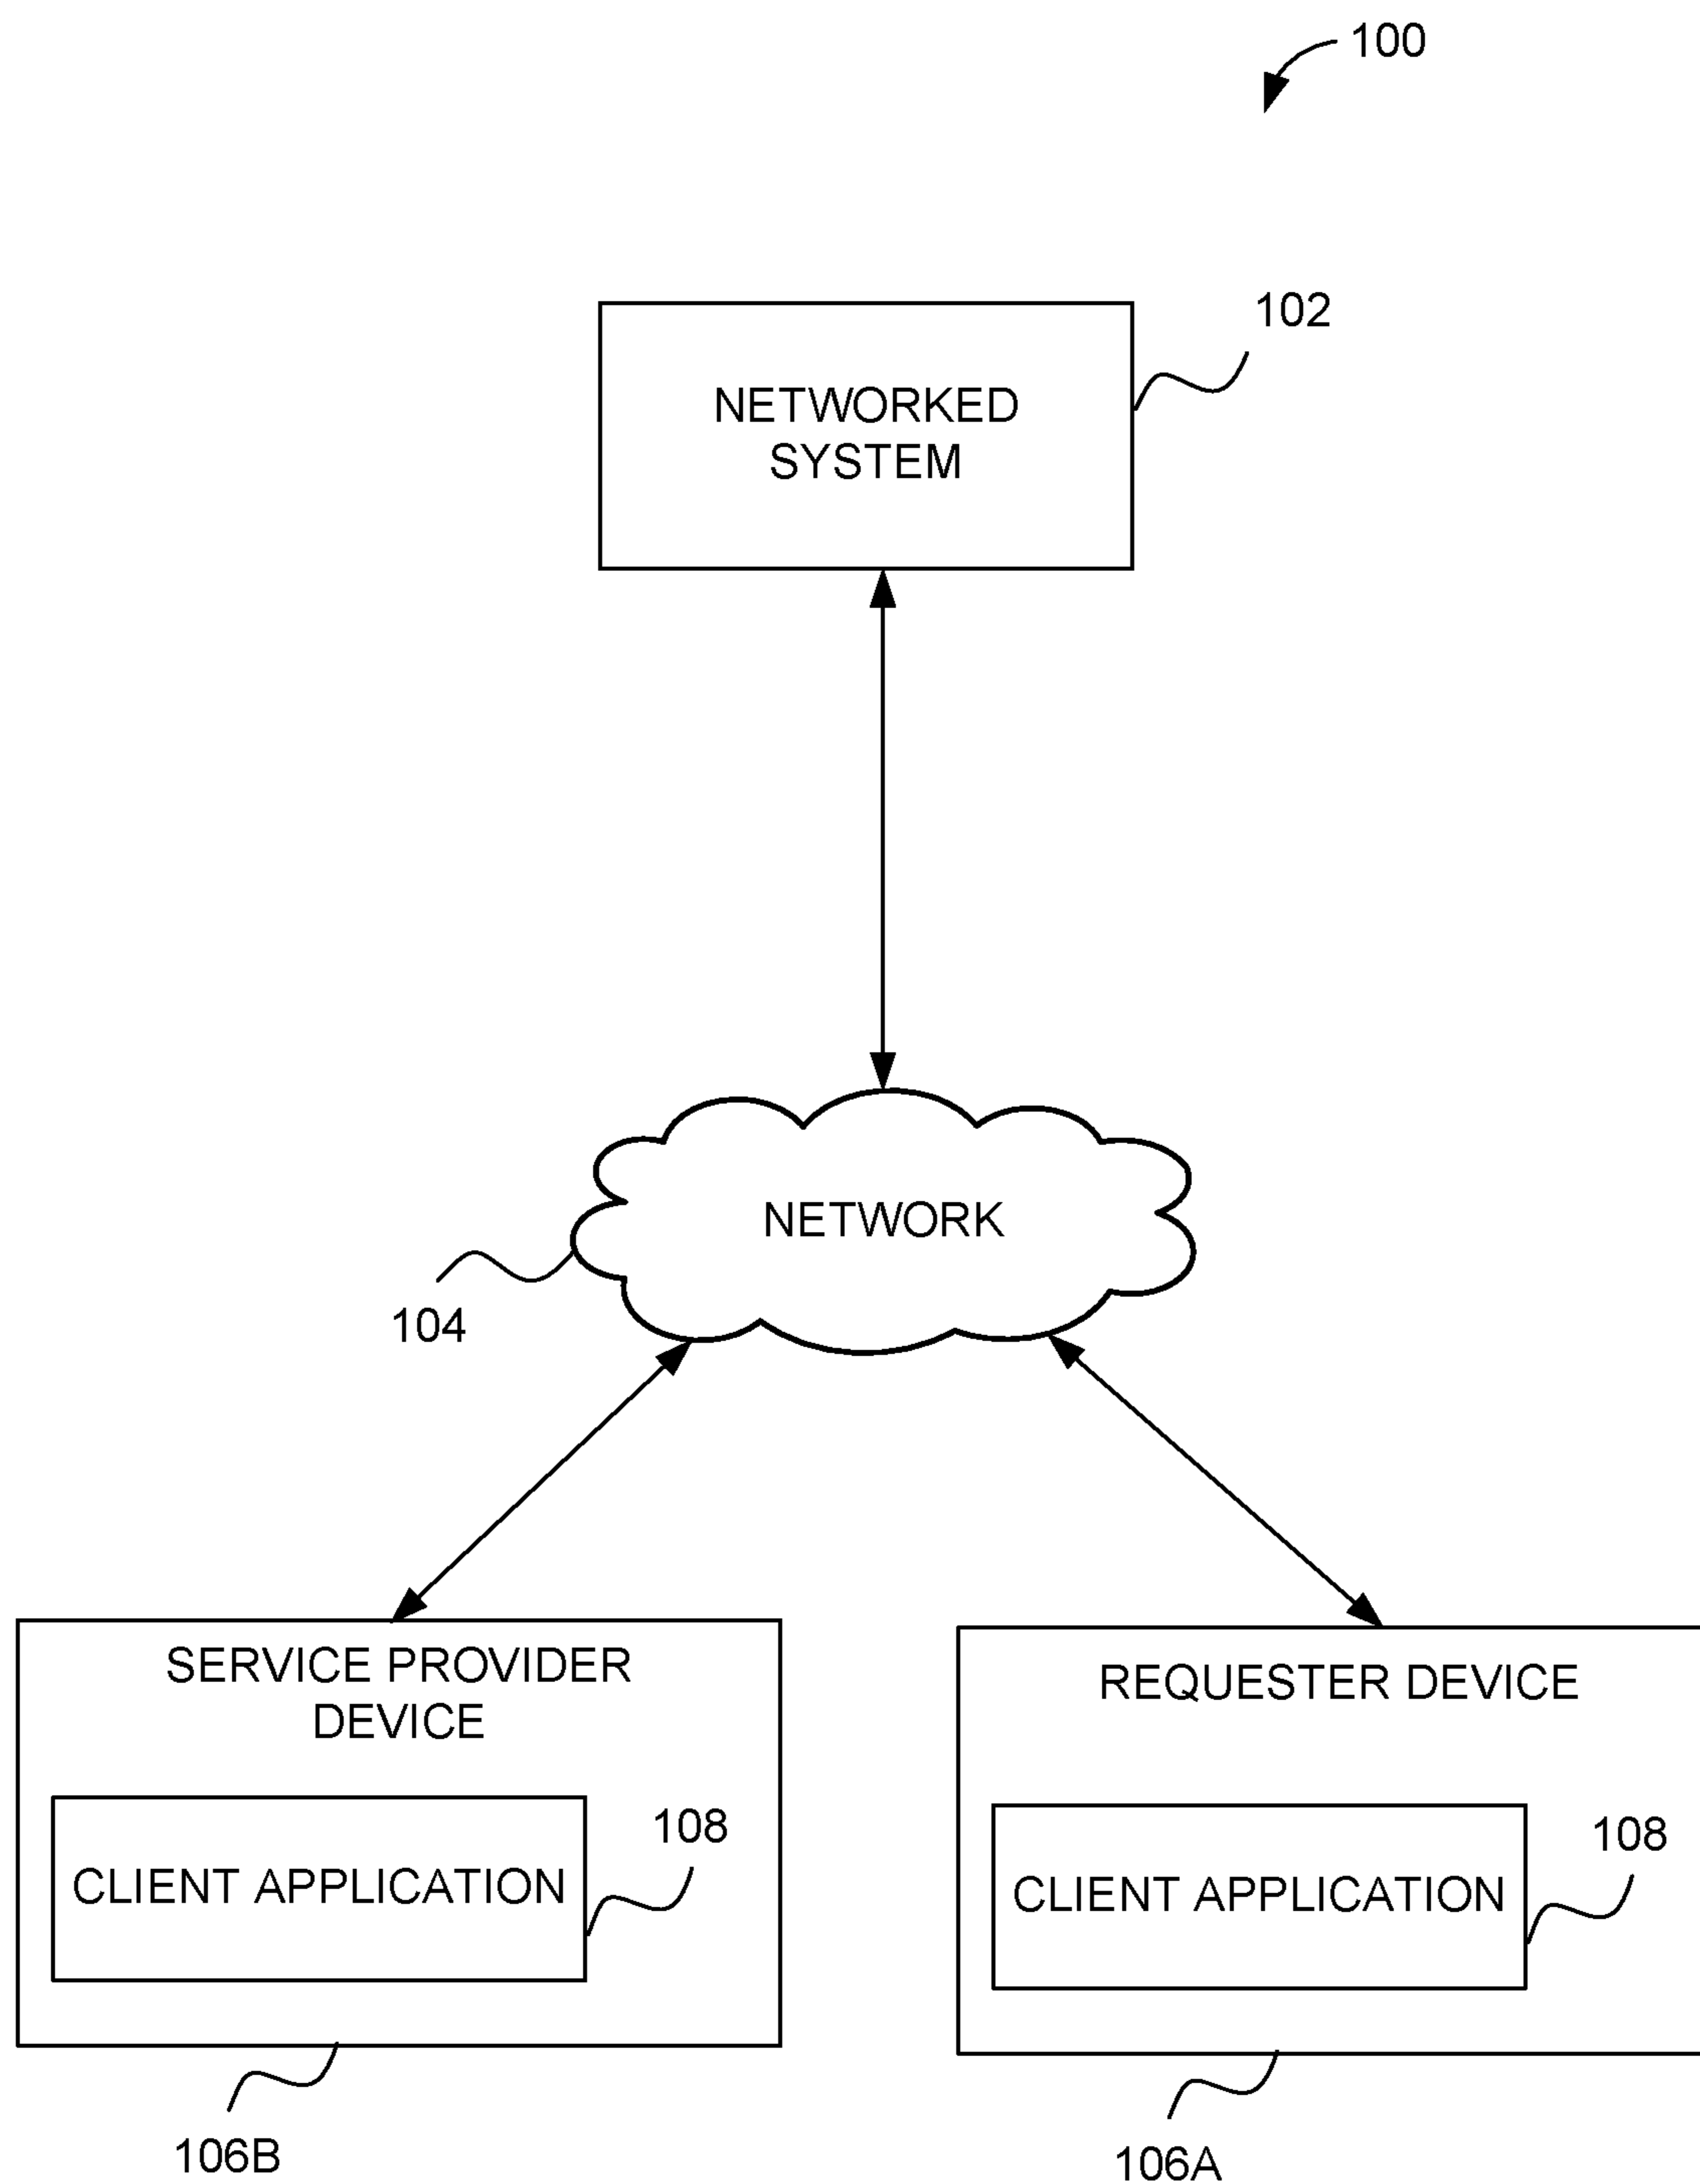 100
102
NETWORKED
SYSTEM
NETWORK
104
SERVICE PROVIDER
DEVICE
108
CLIENT APPLICATION
106B
REQUESTER DEVICE
108
CLIENT APPLICATION
106A